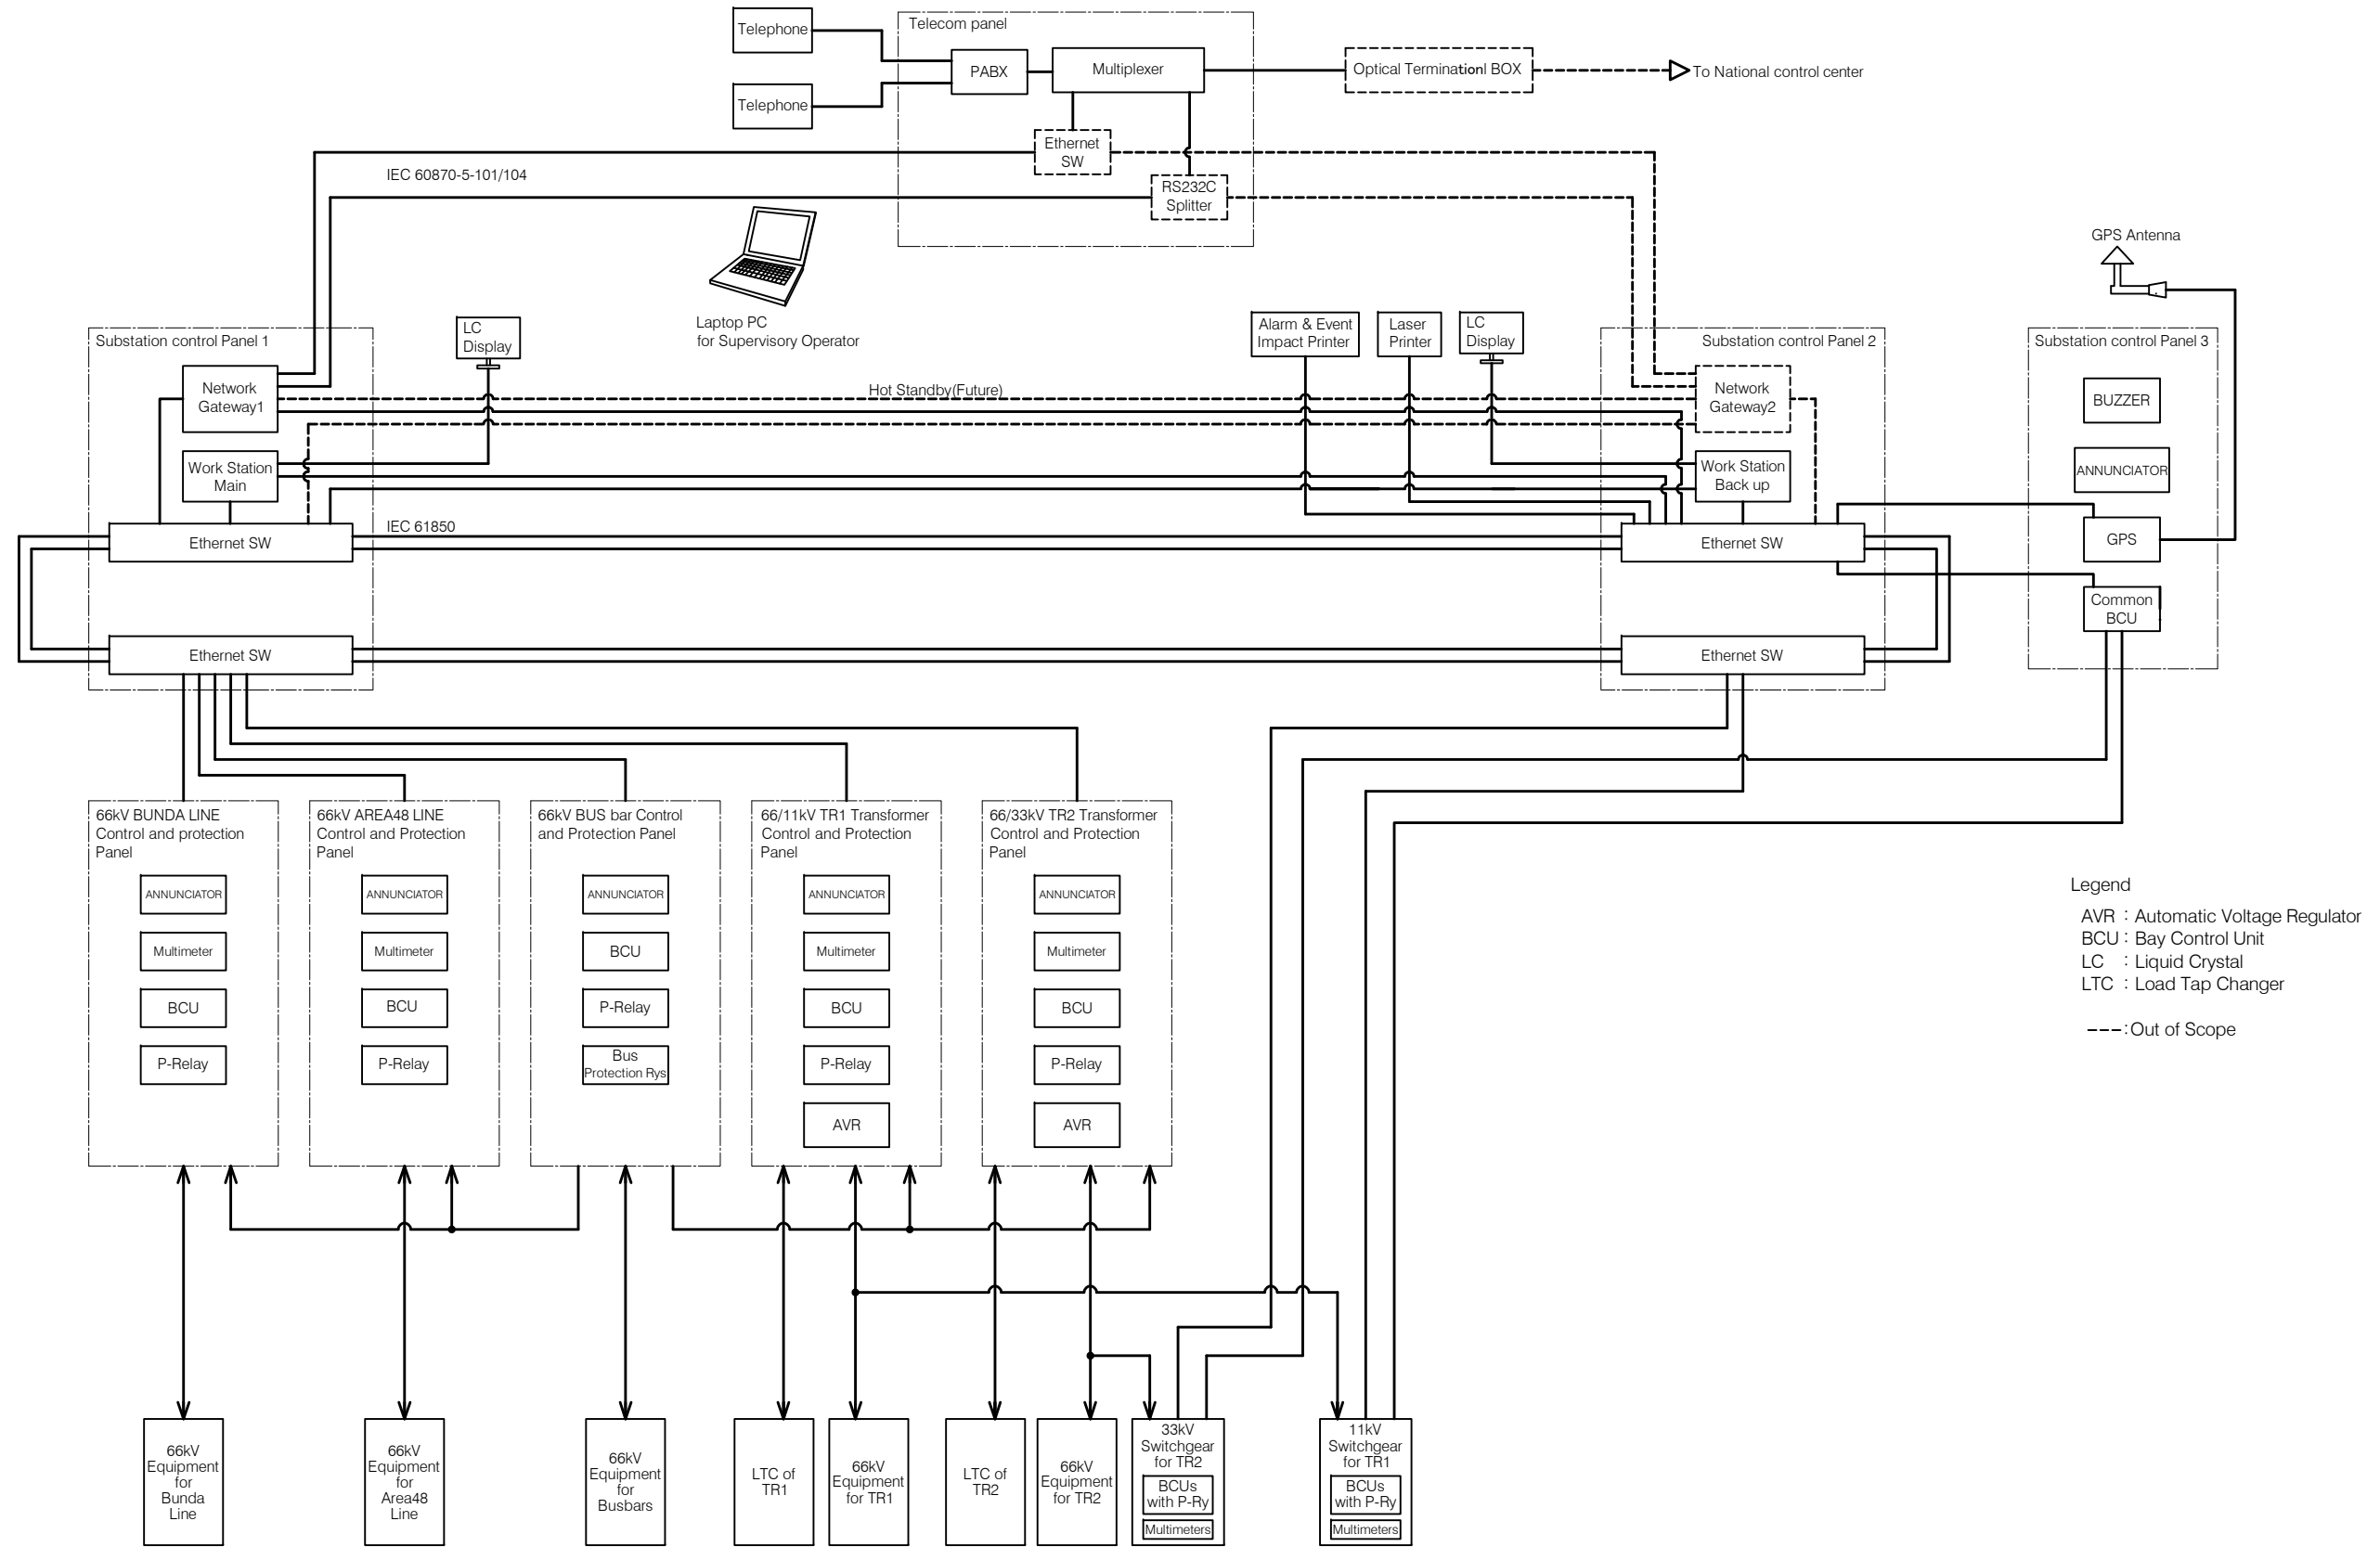 Telephone
Telephone
Telecom panel
PABX
Multiplexer
Optical Terminationl BOX
To National control center
Ethernet
SW
RS232C
Splitter
IEC 60870-5-101/104
Laptop PC
for Supervisory Operator
GPS Antenna
Substation control Panel 1
Network
Gateway1
Work Station
Main
Ethernet SW
Ethernet SW
LC
Display
Hot Standby(Future)
IEC 61850
Alarm & Event
Impact Printer
Laser
Printer
LC
Display
Substation control Panel 2
Network
Gateway2
Work Station
Back up
Ethernet SW
Ethernet SW
Substation control Panel 3
BUZZER
ANNUNCIATOR
GPS
Common
BCU
66kV BUNDA LINE
Control and protection
Panel
ANNUNCIATOR
Multimeter
BCU
P-Relay
66kV AREA48 LINE
Control and Protection
Panel
ANNUNCIATOR
Multimeter
BCU
P-Relay
66kV BUS bar Control
and Protection Panel
ANNUNCIATOR
BCU
P-Relay
Bus
Protection Rys
66/11kV TR1 Transformer
Control and Protection
Panel
ANNUNCIATOR
Multimeter
BCU
P-Relay
AVR
66/33kV TR2 Transformer
Control and Protection
Panel
ANNUNCIATOR
Multimeter
BCU
P-Relay
AVR
Legend
AVR : Automatic Voltage Regulator
BCU : Bay Control Unit
LC : Liquid Crystal
LTC : Load Tap Changer
---:Out of Scope
66kV
Equipment
for
Bunda
Line
66kV
Equipment
for
Area48
Line
66kV
Equipment
for
Busbars
LTC of
TR1
66kV
Equipment
for TR1
LTC of
TR2
66kV
Equipment
for TR2
33kV
Switchgear
for TR2
BCUs
with P-Ry
Multimeters
11kV
Switchgear
for TR1
BCUs
with P-Ry
Multimeters